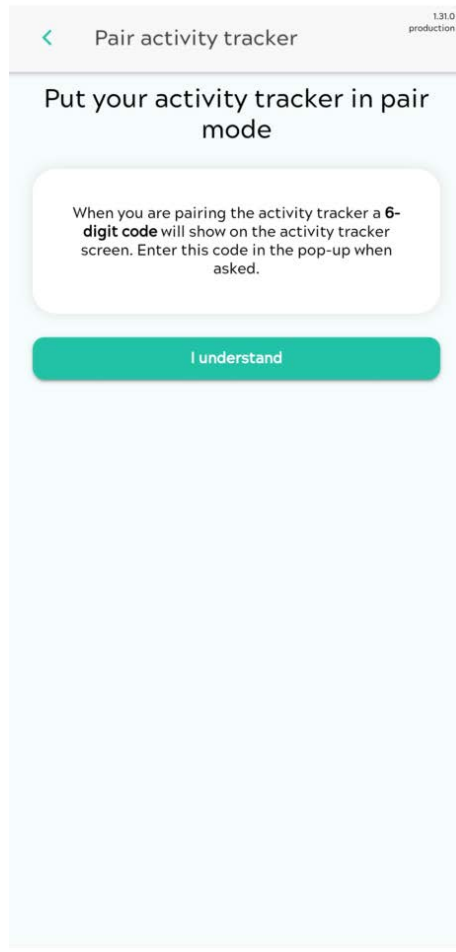 Pair activity tracker
1.31.0
production
Put your activity tracker in pair
mode
When you are pairing the activity tracker a 6-
digit code will show on the activity tracker
screen. Enter this code in the pop-up when
asked.
I understand